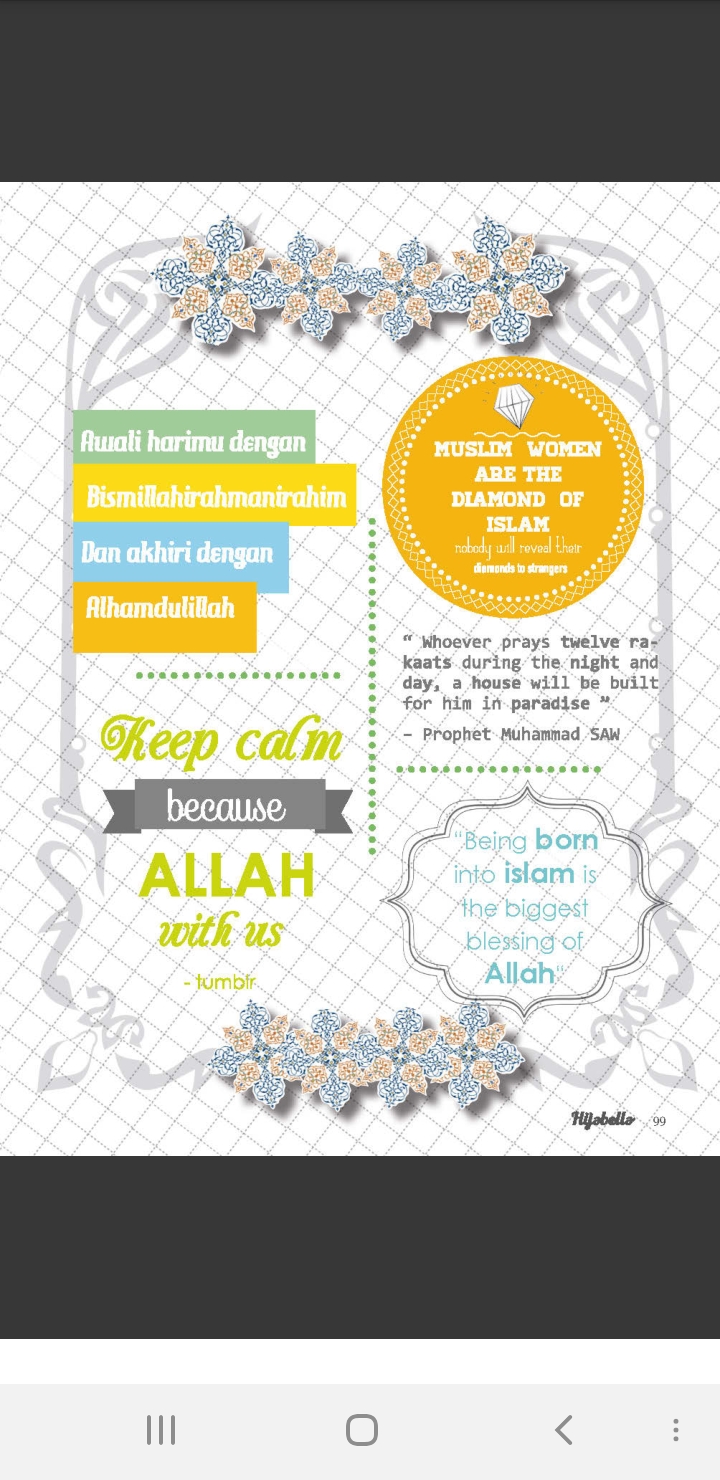 Awali harimu dengan
Bismillahirahmanirahim
Dan akhiri dengan
Alhamdulillah
Keep calm
because
ALLAH
with us
- tumblr
MUSLIM WOMEN
ARE THE
DIAMOND OF
ISLAM
nobody will reveal their
diamonds to strangers
“ Whoever prays twelve ra-
kaats during the night and
day, a house will be built
for him in paradise ”
– Prophet Muhammad SAW
“Being born
into islam is
the biggest
blessing of
Allah“
Hijabella 99